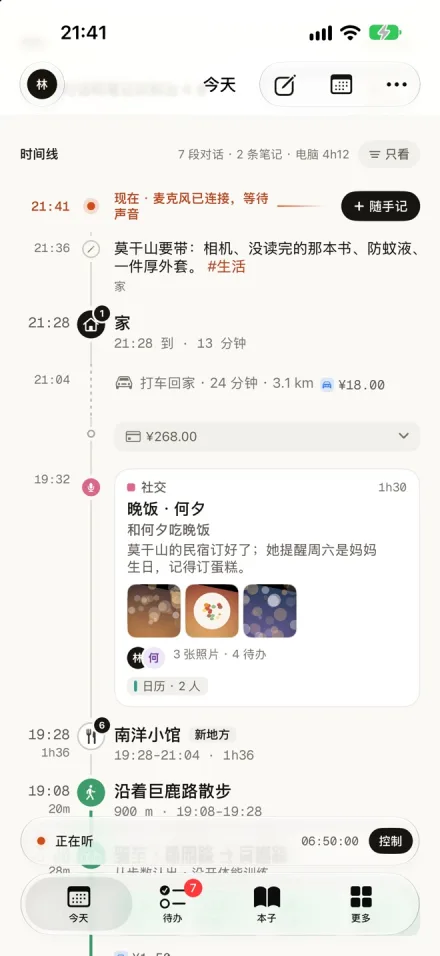 21:41
林
今天
时间线
7 段对话 · 2 条笔记 · 电脑 4h12
只看
21:41
现在 · 麦克风已连接，等待
声音
+ 随手记
21:36
莫干山要带：相机、没读完的那本书、防蚊液、
一件厚外套。 #生活
家
21:28
1
家
21:28 到 · 13 分钟
21:04
打车回家 · 24 分钟 · 3.1 km
¥18.00
¥268.00
19:32
社交
1h30
晚饭 · 何夕
和何夕吃晚饭
莫干山的民宿订好了；她提醒周六是妈妈
生日，记得订蛋糕。
林
何
3 张照片 · 4 待办
日历 · 2 人
19:28
1h36
6
南洋小馆
新地方
19:28–21:04 · 1h36
19:08
20m
沿着巨鹿路散步
900 m · 19:08–19:28
正在听
06:50:00
控制
28m
今天
待办
7
本子
更多